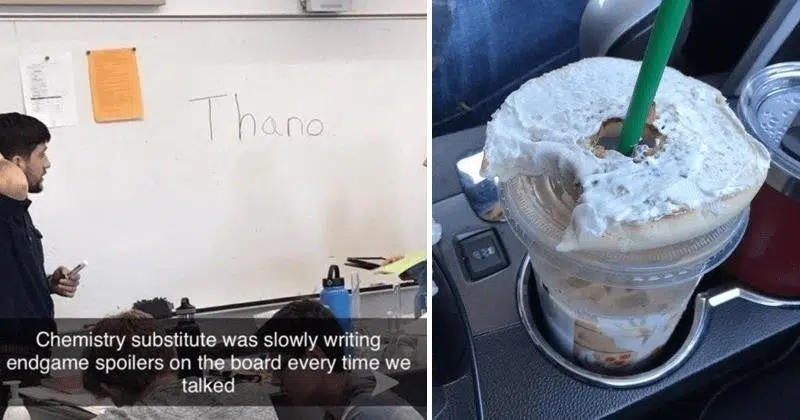 Thano
Chemistry substitute was slowly writing
endgame spoilers on the board every time we
talked